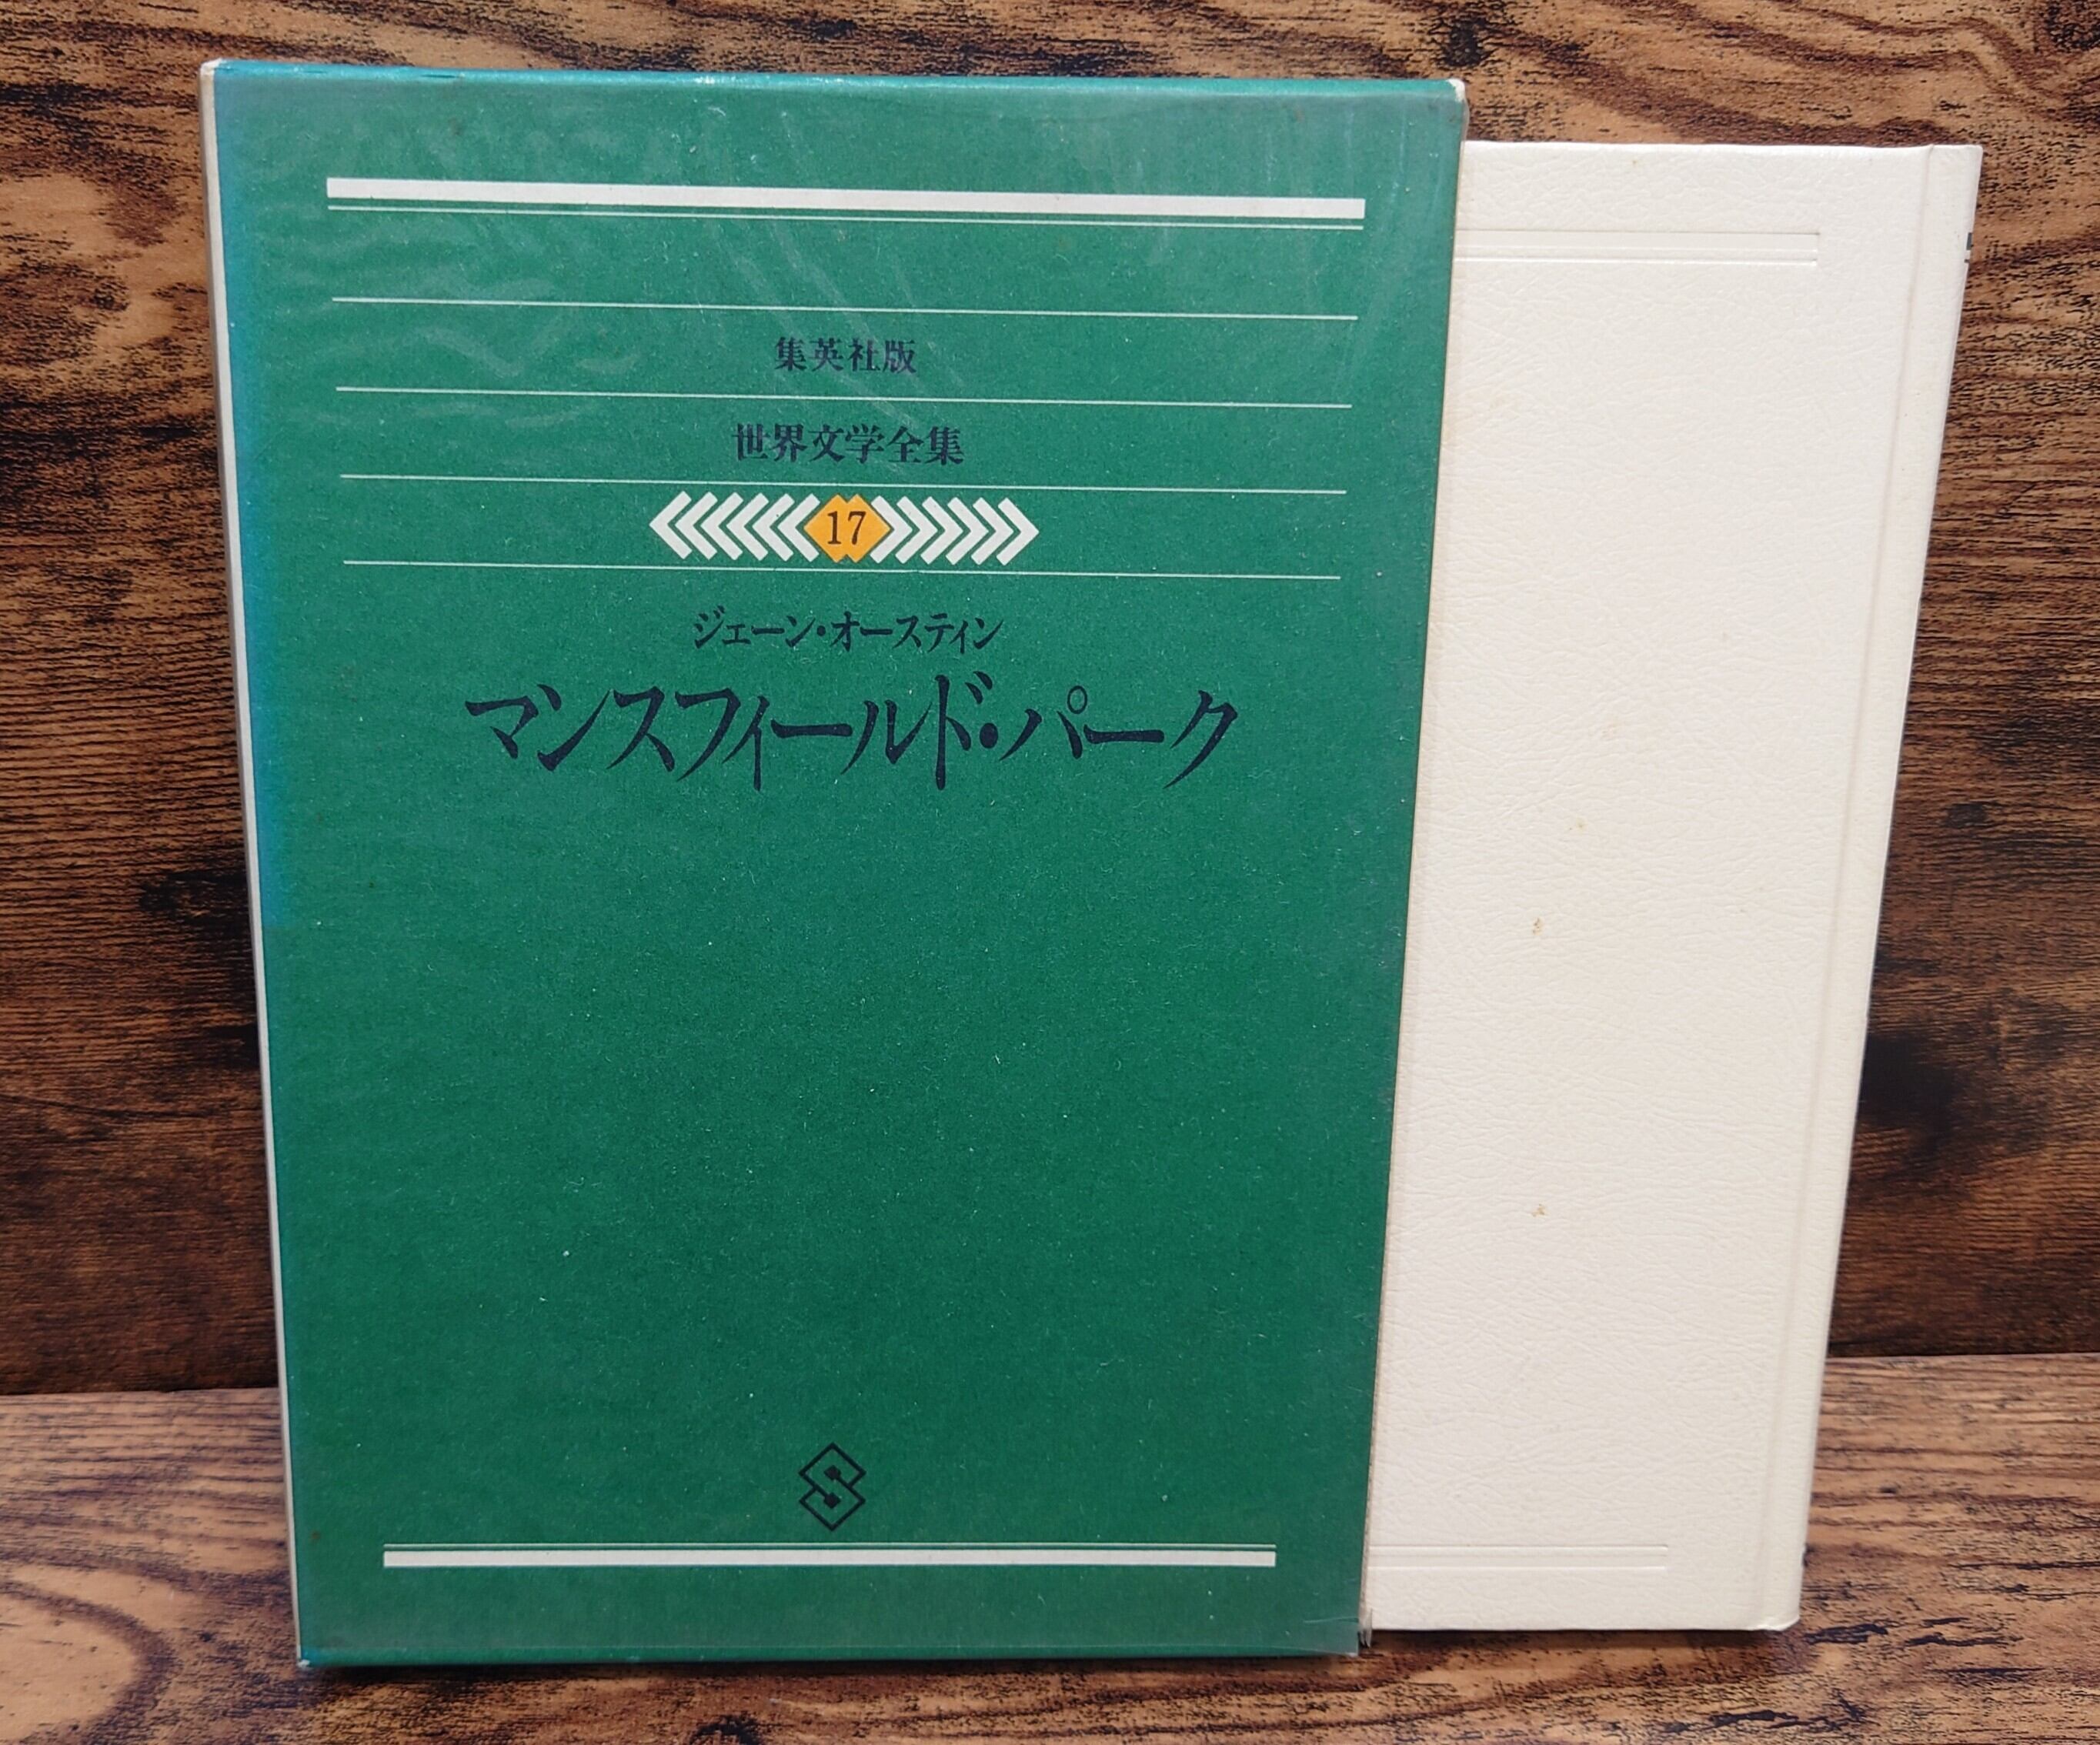 集英社版
世界文学全集
17
ジェーン・オースティン
マンスフィールド・パーク